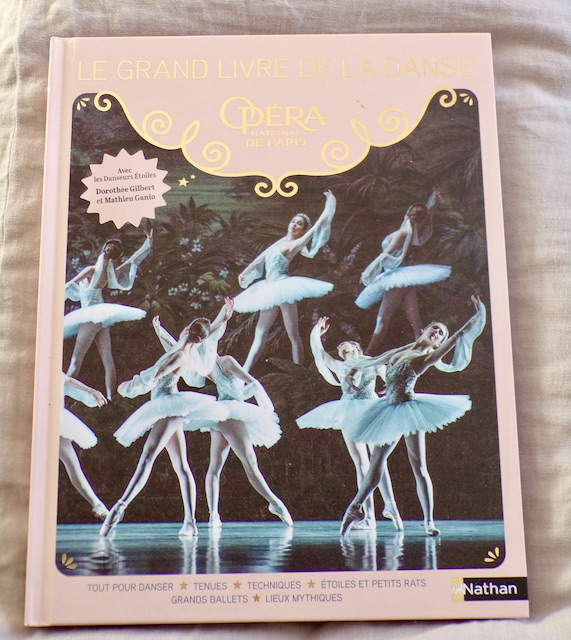 LE GRAND LIVRE DE LA DANSE
OPÉRA
NATIONAL
DE PARIS
Avec
les Danseurs Étoiles
Dorothée Gilbert
et Mathieu Ganio
TOUT POUR DANSER ★ TENUES ★ TECHNIQUES ★ ÉTOILES ET PETITS RATS
GRANDS BALLETS ★ LIEUX MYTHIQUES
Nathan